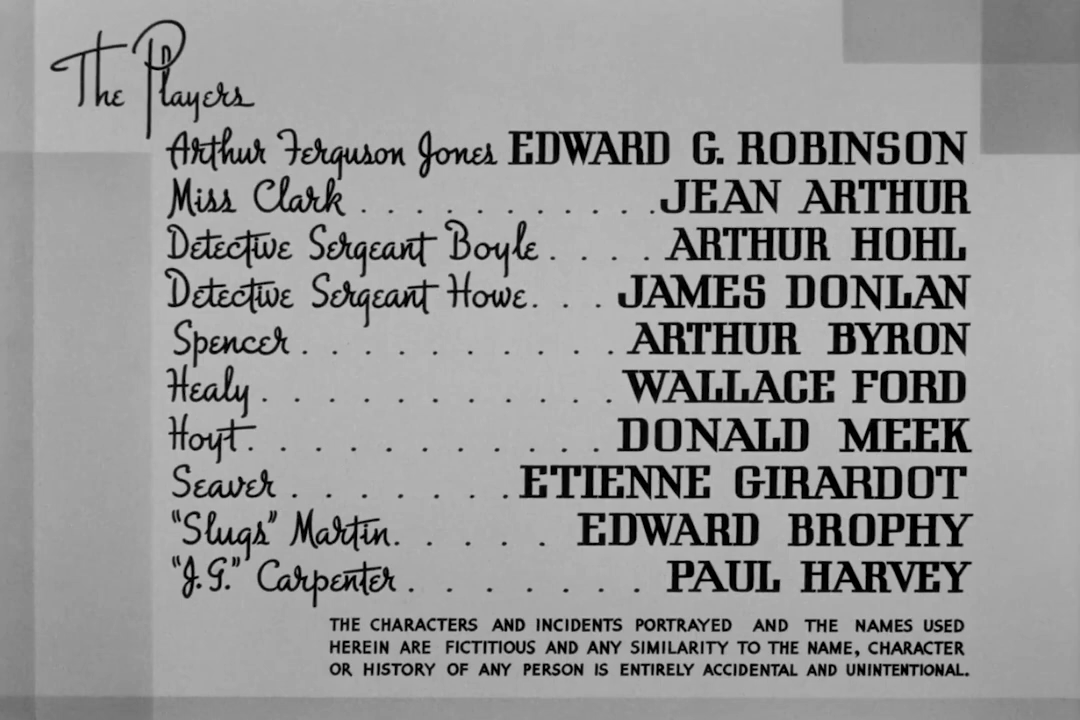 The Players
Arthur Ferguson Jones EDWARD G. ROBINSON
Miss Clark . . . . . . . . . . . JEAN ARTHUR
Detective Sergeant Boyle . . . . ARTHUR HOHL
Detective Sergeant Howe. . . JAMES DONLAN
Spencer . . . . . . . . . . . . ARTHUR BYRON
Healy . . . . . . . . . . . . . WALLACE FORD
Hoyt . . . . . . . . . . . . . DONALD MEEK
Seaver . . . . . . . . ETIENNE GIRARDOT
"Slugs" Martin. . . . . . EDWARD BROPHY
"J.G." Carpenter . . . . . . . PAUL HARVEY
THE CHARACTERS AND INCIDENTS PORTRAYED AND THE NAMES USED
HEREIN ARE FICTITIOUS AND ANY SIMILARITY TO THE NAME, CHARACTER
OR HISTORY OF ANY PERSON IS ENTIRELY ACCIDENTAL AND UNINTENTIONAL.